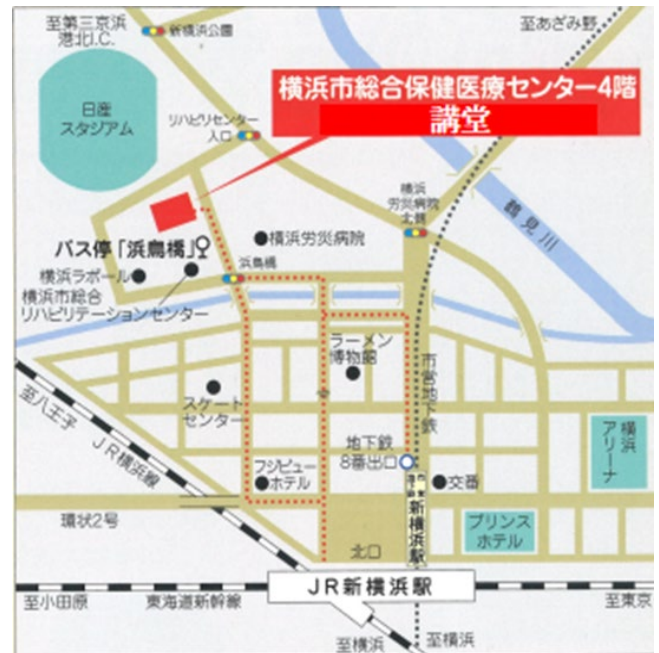 至第三京浜
港北I.C.
新横浜公園
至あざみ野
日産
スタジアム
横浜市総合保健医療センター4階
講堂
リハビリセンター
入口
横浜
労災病院
北側
鶴見川
横浜労災病院
バス停「浜鳥橋」
浜鳥橋
横浜ラポール
横浜市総合
リハビリテーションセンター
ラーメン
博物館
市営地下鉄
スケート
センター
至八王子
JR横浜線
地下鉄
8番出口
横浜
アリーナ
フジビュー
ホテル
交番
新横浜駅
環状2号
プリンス
ホテル
北口
JR新横浜駅
至小田原
東海道新幹線
至東京
至横浜
至横浜